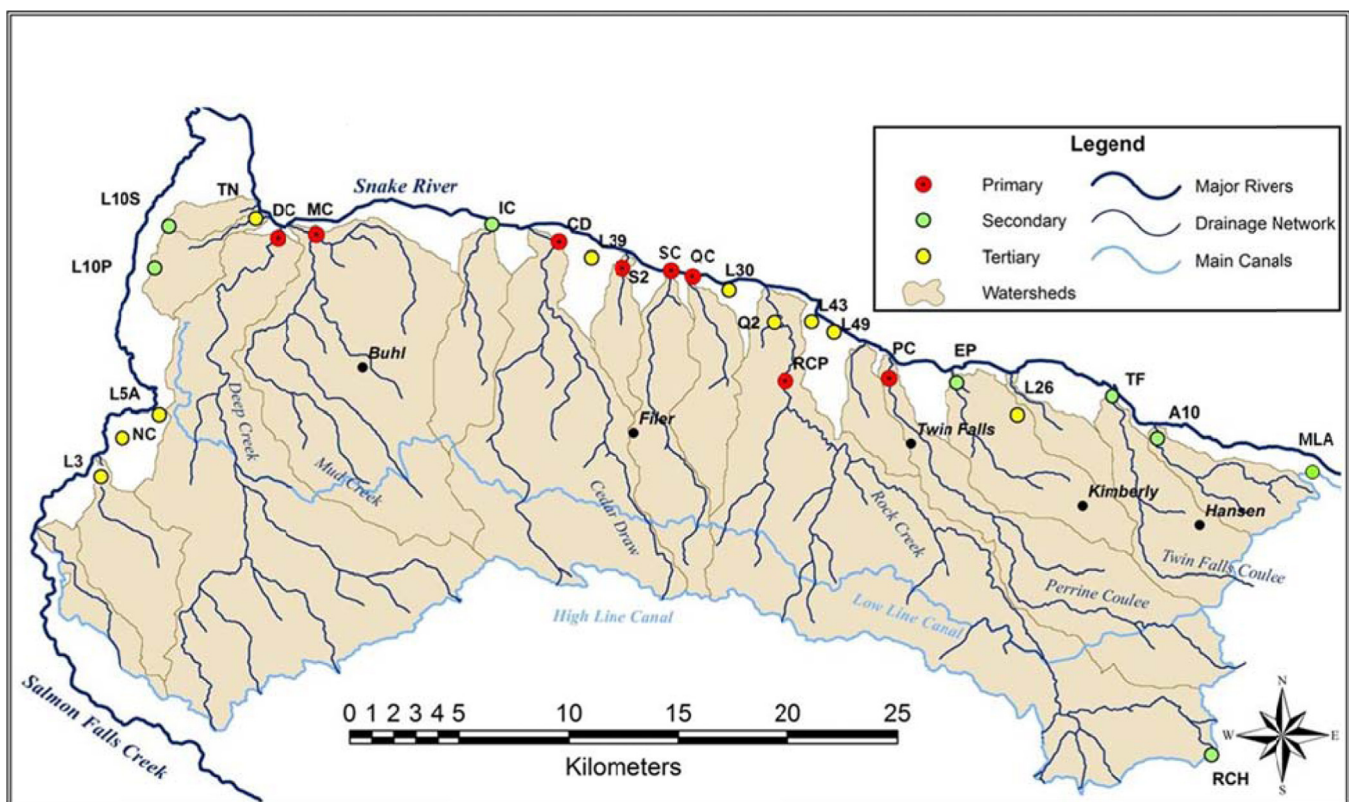 Legend
Primary
Secondary
Tertiary
Watersheds
Major Rivers
Drainage Network
Main Canals
Snake River
L10S
TN
DC
MC
IC
CD
L39
S2
SC
QC
L30
L10P
Q2
L43
L49
RCP
PC
EP
L26
TF
A10
MLA
L5A
NC
L3
Buhl
Filer
Twin Falls
Kimberly
Hansen
Deep Creek
Mud Creek
Cedar Draw
Rock Creek
Perrine Coulee
Twin Falls Coulee
High Line Canal
Low Line Canal
Salmon Falls Creek
0 1 2 3 4 5 10 15 20 25
Kilometers
N
W E
S
RCH